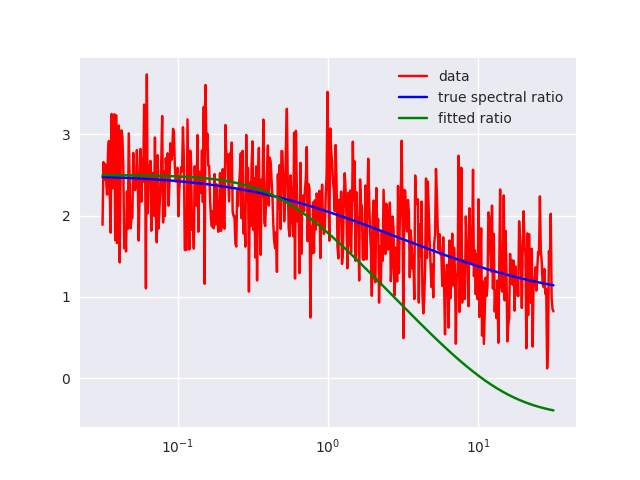 data
true spectral ratio
fitted ratio
3
2
1
0
10⁻¹
10⁰
10¹